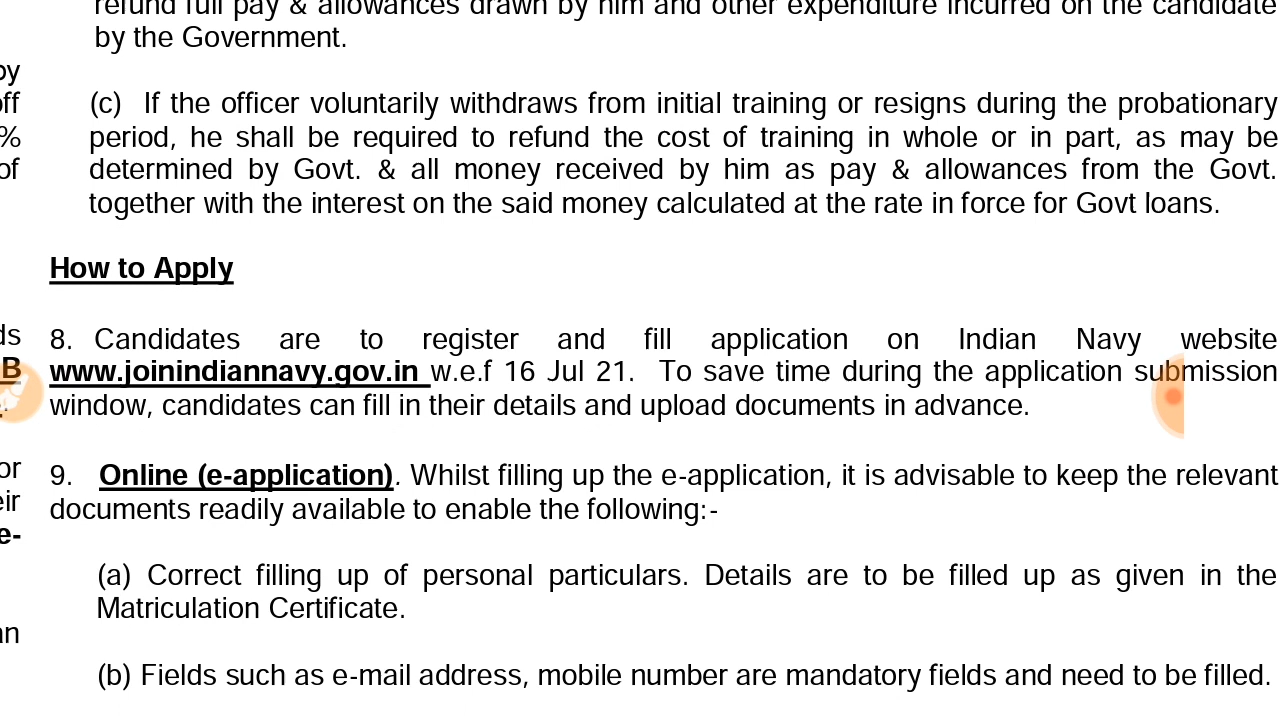 refund full pay & allowances drawn by him and other expenditure incurred on the candidate
by the Government.
(c) If the officer voluntarily withdraws from initial training or resigns during the probationary
period, he shall be required to refund the cost of training in whole or in part, as may be
determined by Govt. & all money received by him as pay & allowances from the Govt.
together with the interest on the said money calculated at the rate in force for Govt loans.
How to Apply
8. Candidates are to register and fill application on Indian Navy website
www.joinindiannavy.gov.in w.e.f 16 Jul 21. To save time during the application submission
window, candidates can fill in their details and upload documents in advance.
9. Online (e-application). Whilst filling up the e-application, it is advisable to keep the relevant
documents readily available to enable the following:-
(a) Correct filling up of personal particulars. Details are to be filled up as given in the
Matriculation Certificate.
(b) Fields such as e-mail address, mobile number are mandatory fields and need to be filled.